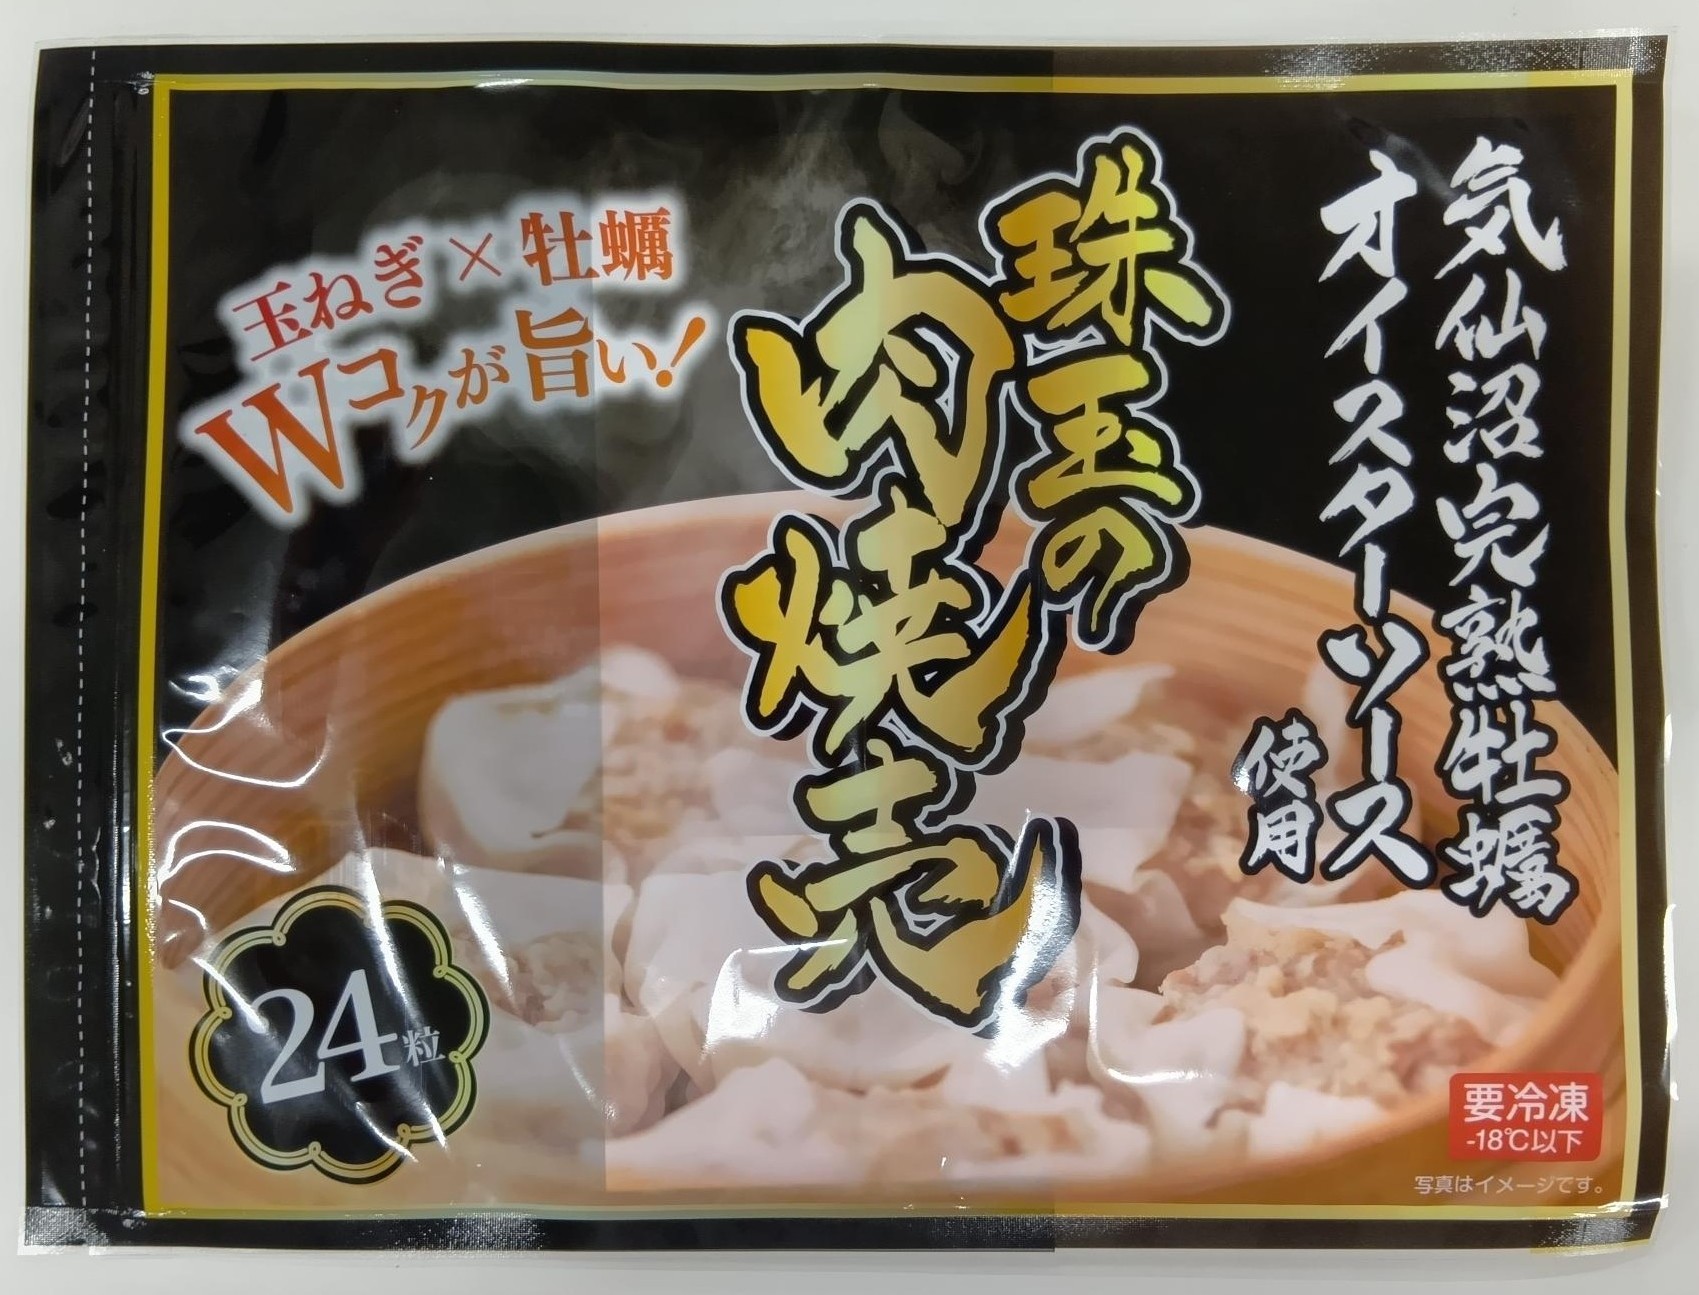 気仙沼完熟牡蠣
オイスターソース
使用
珠玉の
肉焼売
玉ねぎ×牡蠣
Wコクが旨い!
24粒
要冷凍
-18℃以下
写真はイメージです。